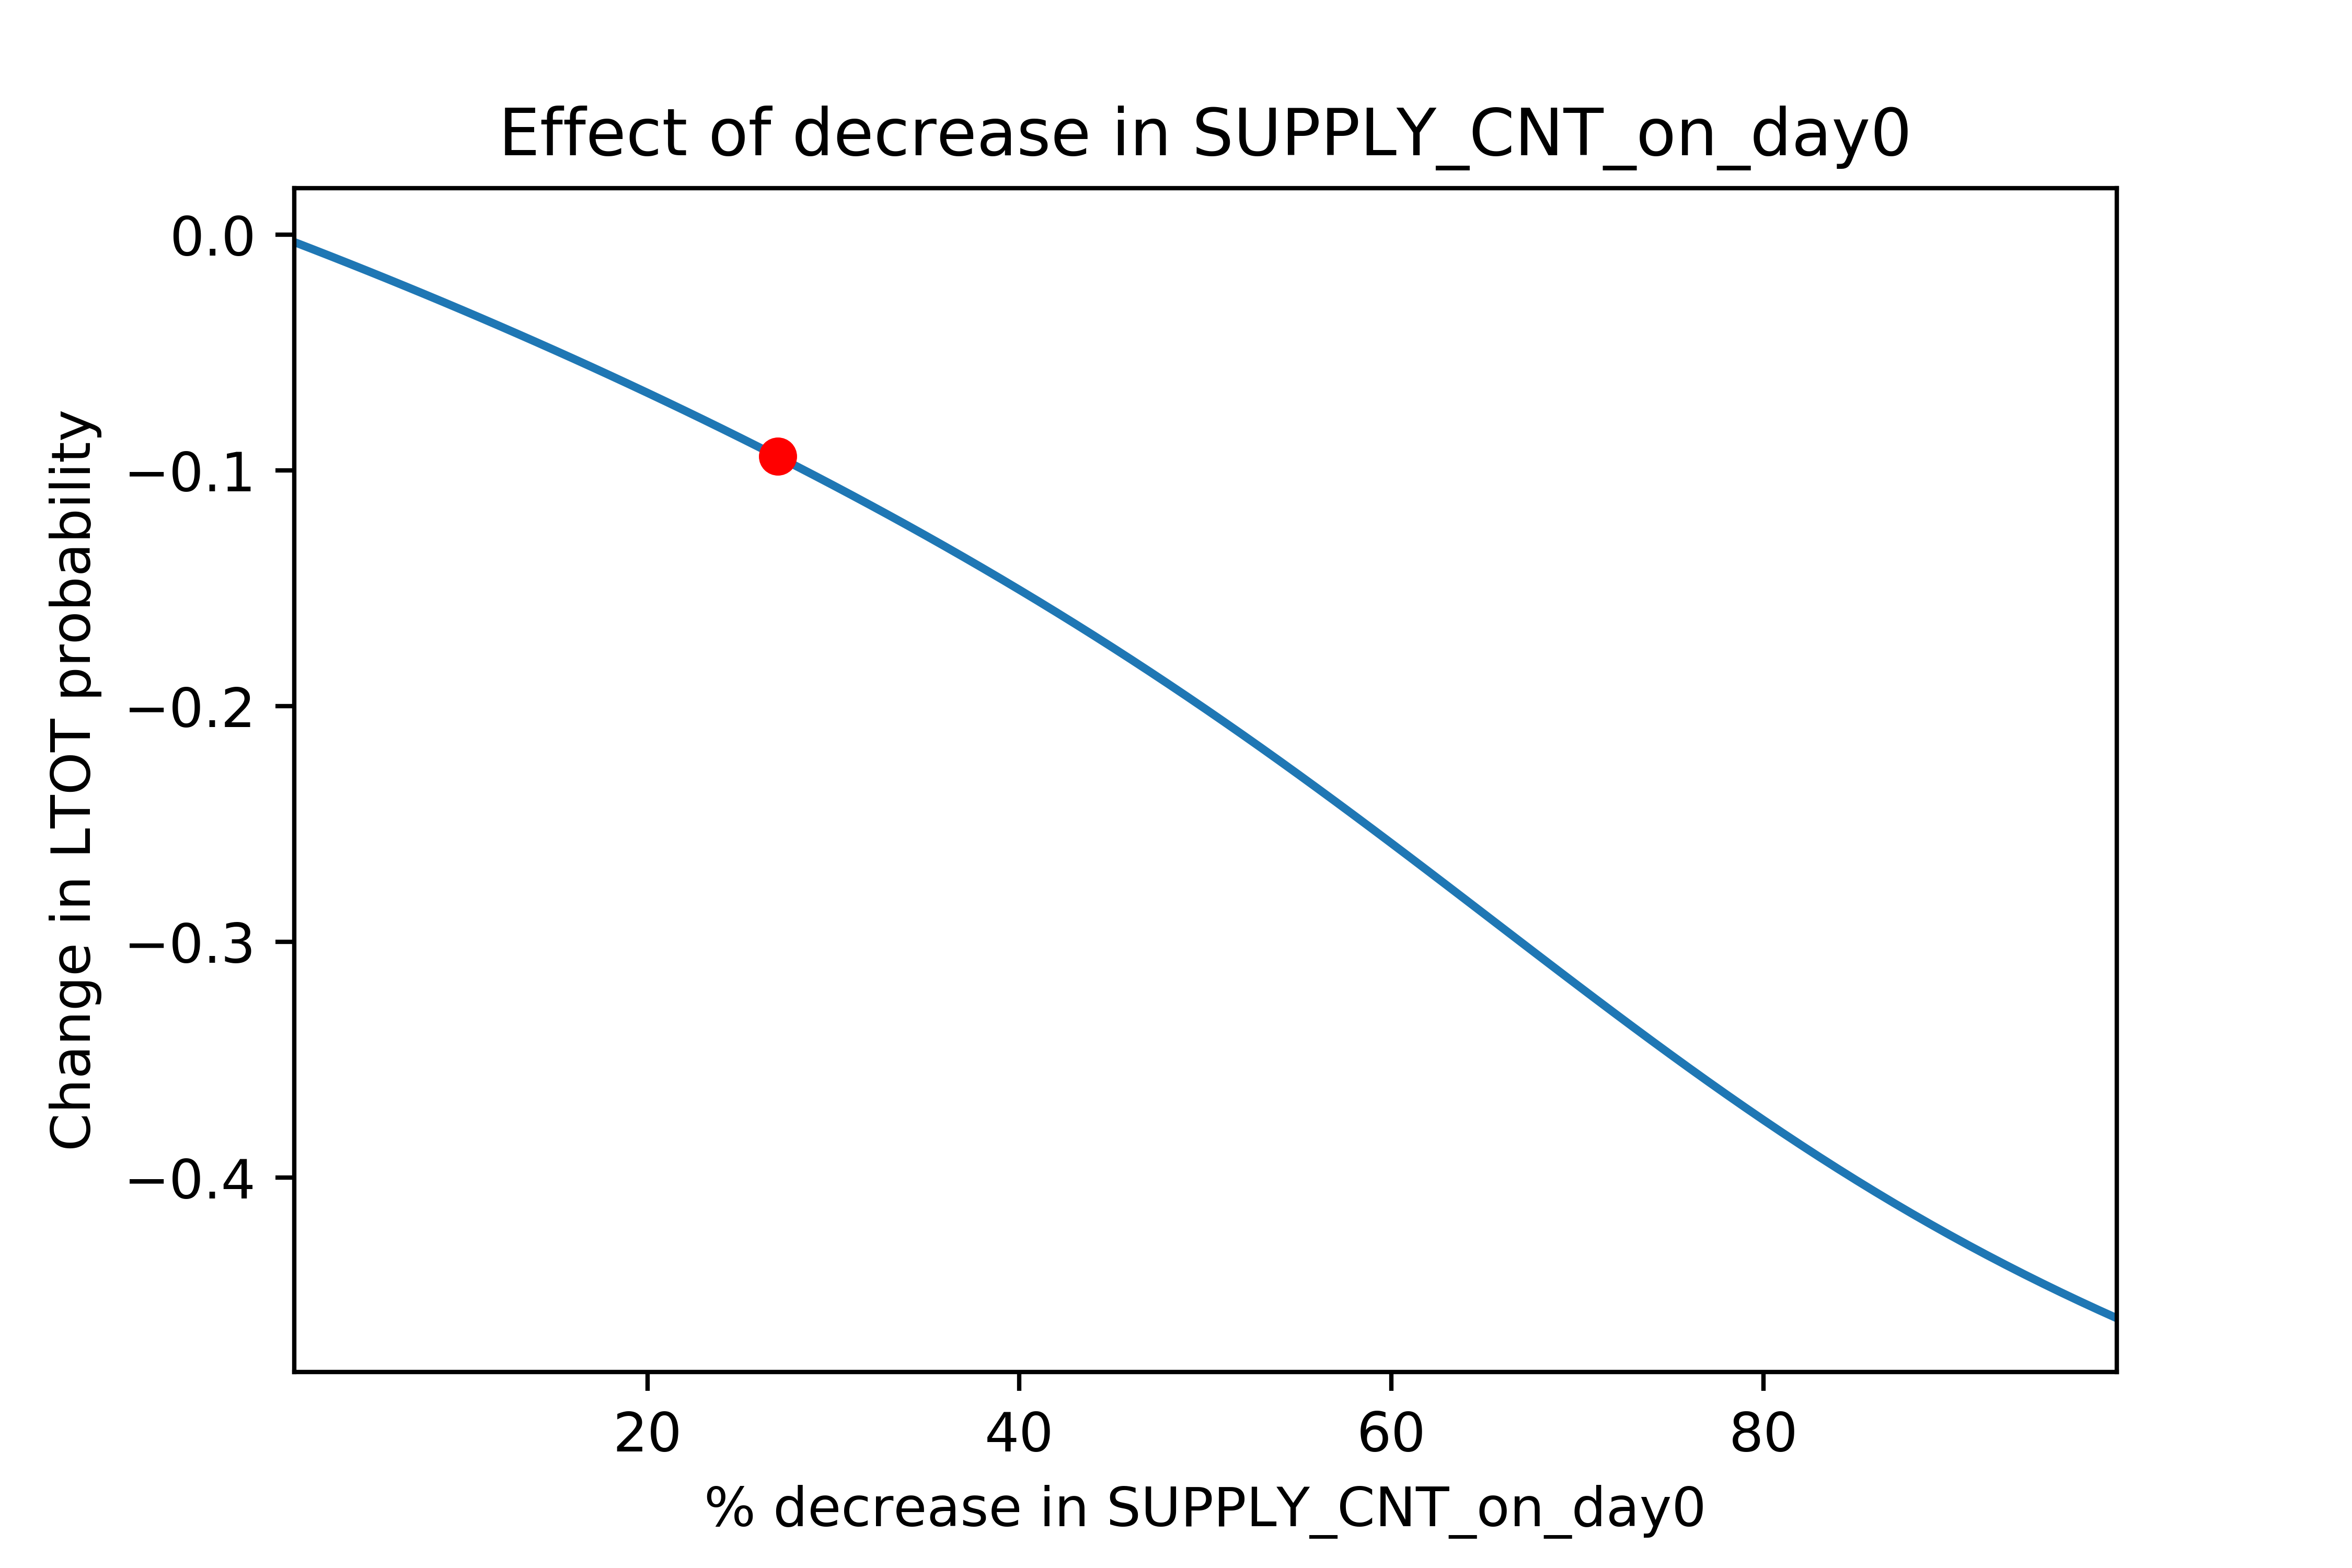 Effect of decrease in SUPPLY_CNT_on_day0
0.0
−0.1
−0.2
−0.3
−0.4
Change in LTOT probability
20 40 60 80
% decrease in SUPPLY_CNT_on_day0